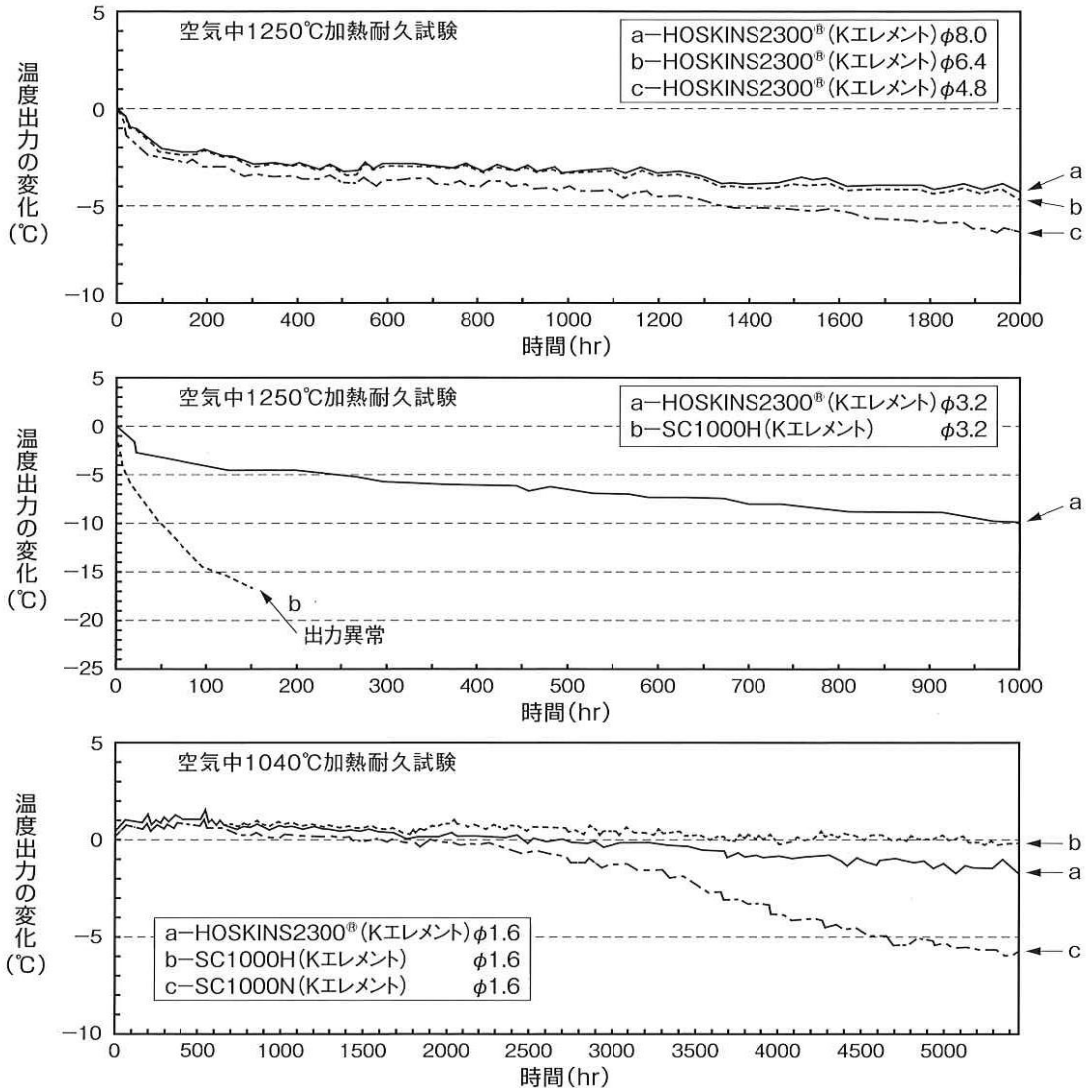 空気中1250℃加熱耐久試験
a−HOSKINS2300®(Kエレメント)φ8.0
b−HOSKINS2300®(Kエレメント)φ6.4
c−HOSKINS2300®(Kエレメント)φ4.8
温度出力の変化(℃)
5
0
−5
−10
a
b
c
0 200 400 600 800 1000 1200 1400 1600 1800 2000
時間(hr)
空気中1250℃加熱耐久試験
a−HOSKINS2300®(Kエレメント)φ3.2
b−SC1000H(Kエレメント) φ3.2
温度出力の変化(℃)
5
0
−5
−10
−15
−20
−25
a
b
出力異常
0 100 200 300 400 500 600 700 800 900 1000
時間(hr)
空気中1040℃加熱耐久試験
温度出力の変化(℃)
5
0
−5
−10
b
a
c
a−HOSKINS2300®(Kエレメント)φ1.6
b−SC1000H(Kエレメント) φ1.6
c−SC1000N(Kエレメント) φ1.6
0 500 1000 1500 2000 2500 3000 3500 4000 4500 5000
時間(hr)